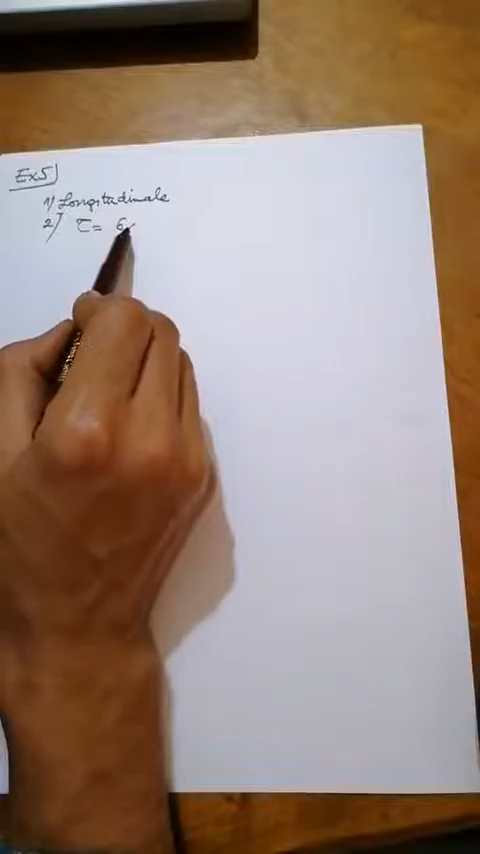 Ex5
1) Longitudinale
2) τ = 6